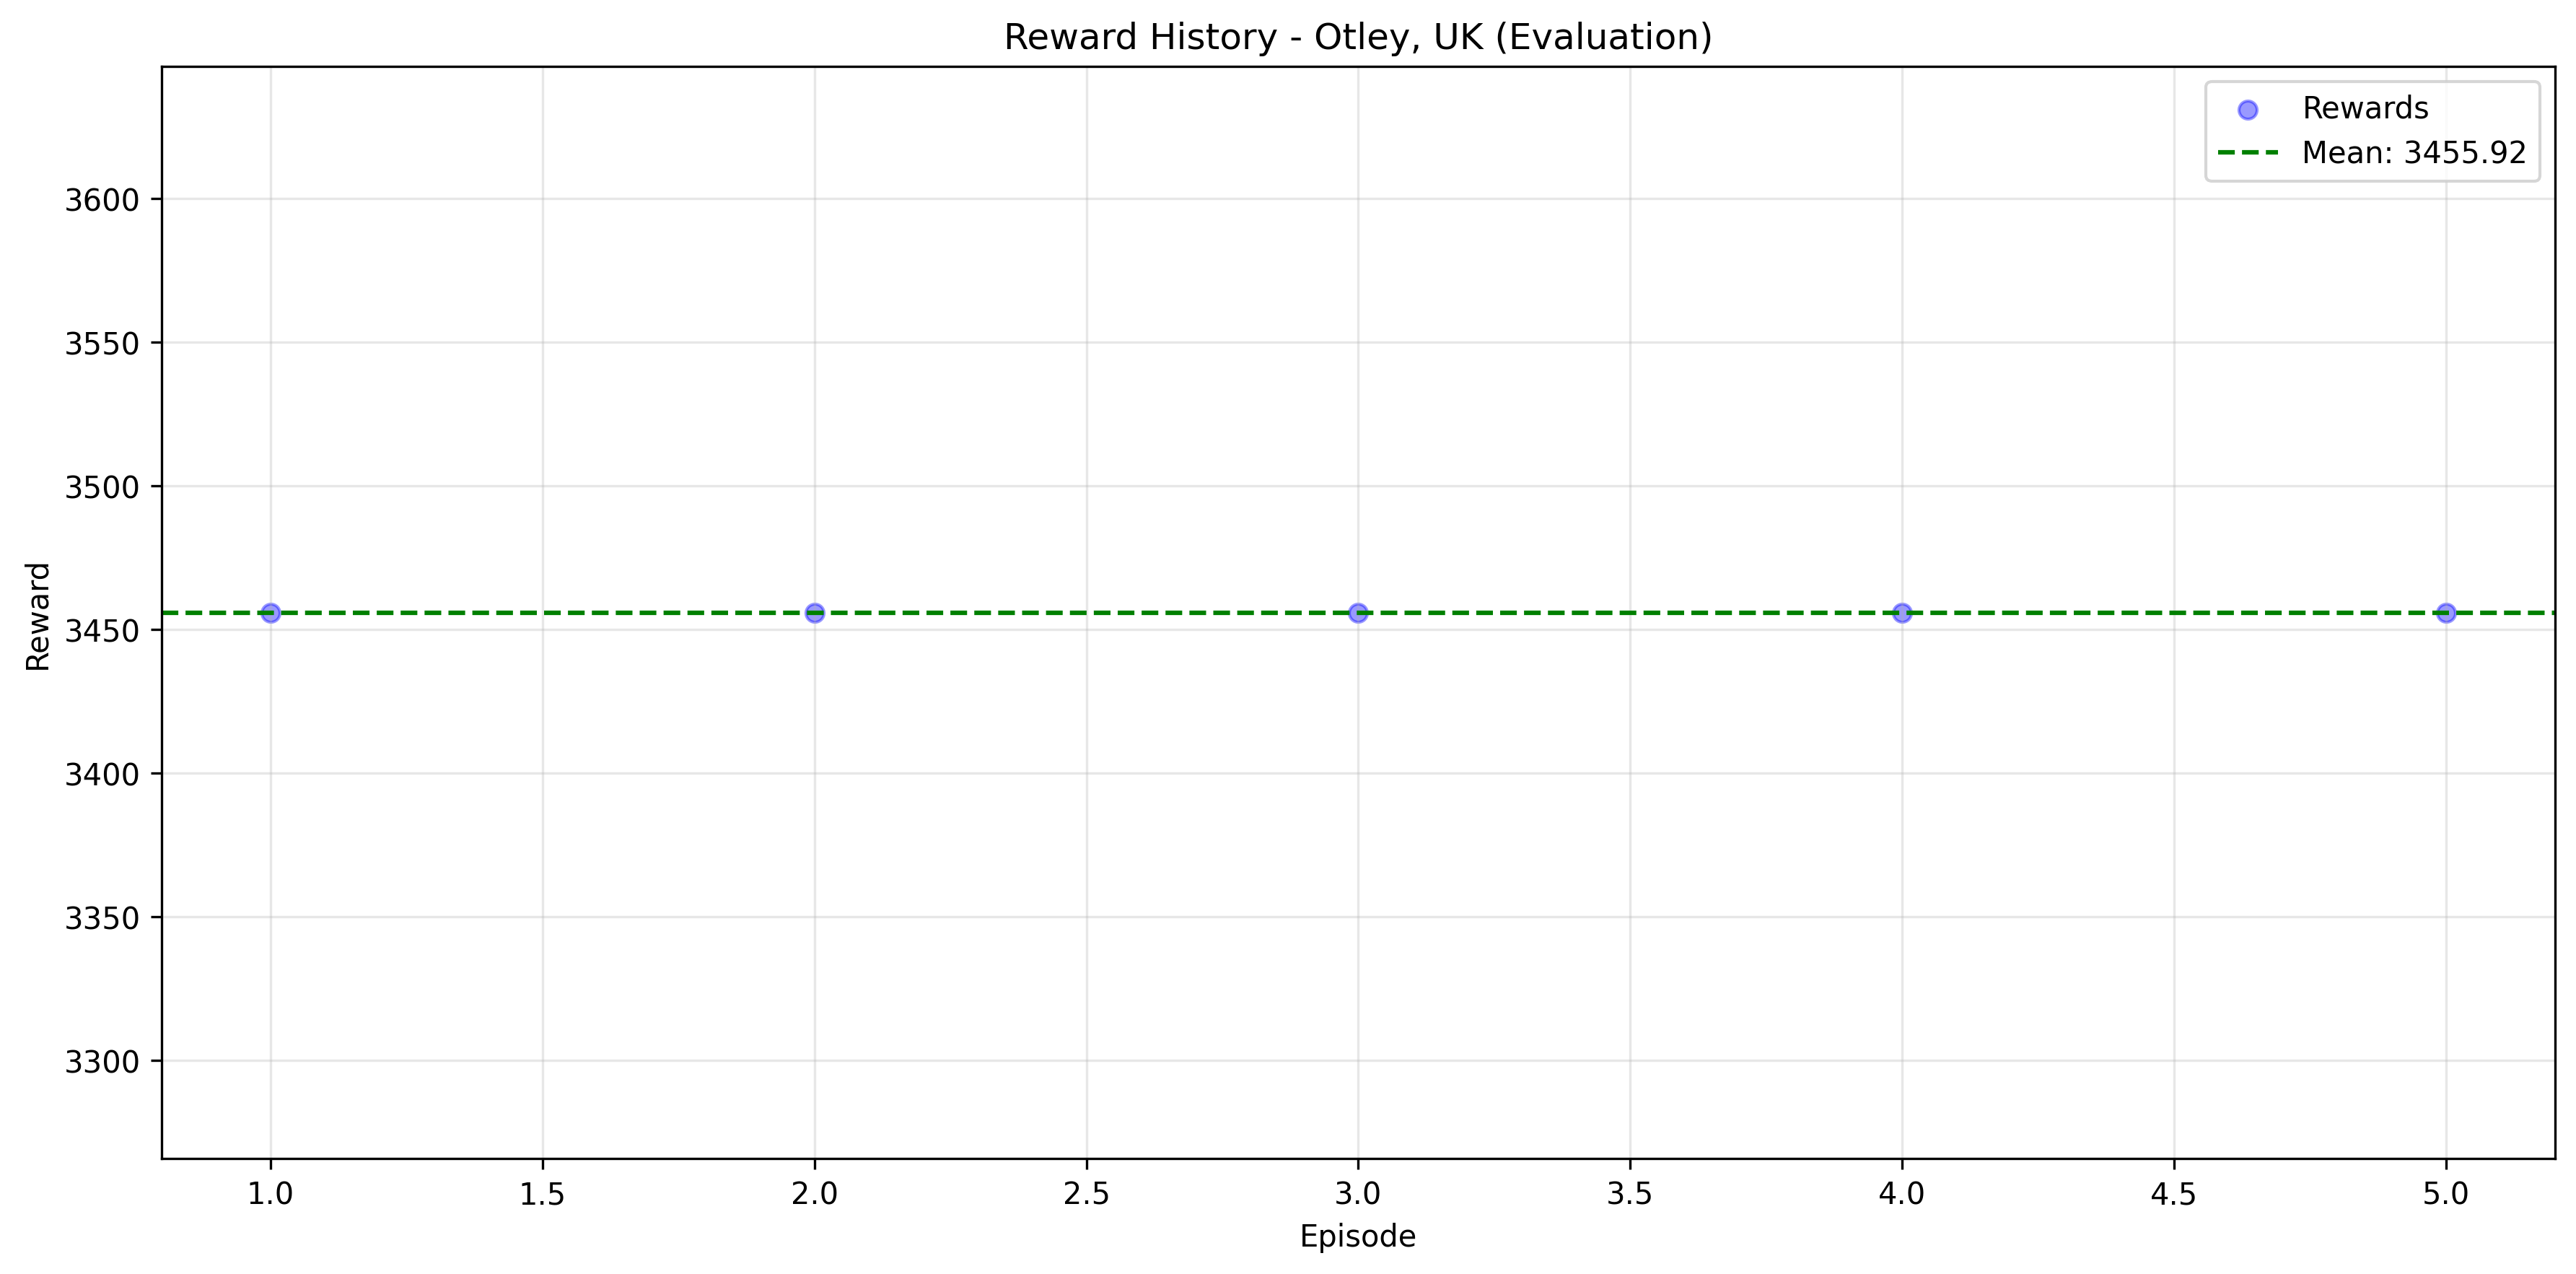 Reward History - Otley, UK (Evaluation)
Rewards
Mean: 3455.92
Reward
3600
3550
3500
3450
3400
3350
3300
1.0 1.5 2.0 2.5 3.0 3.5 4.0 4.5 5.0
Episode